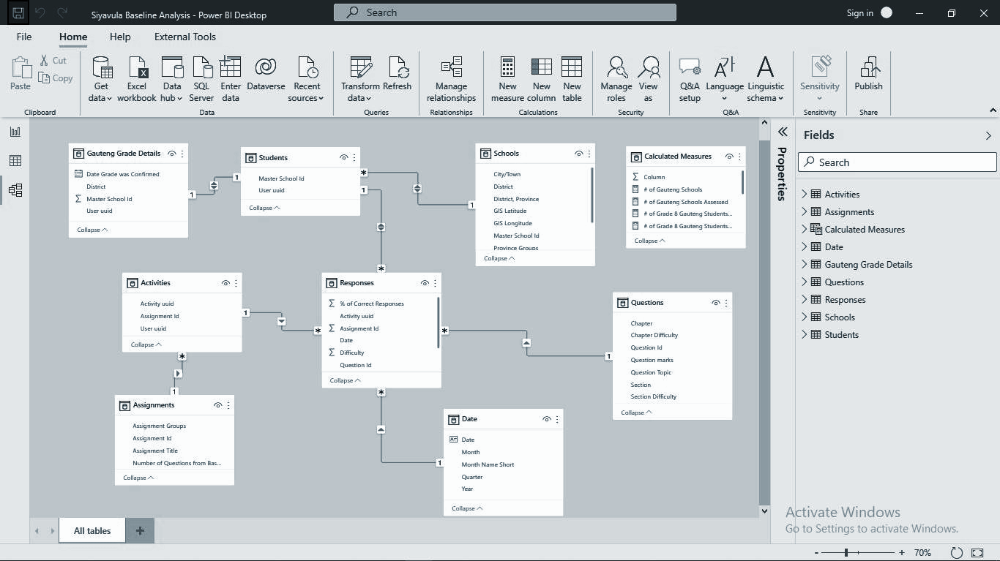 Siyavula Baseline Analysis - Power BI Desktop
Search
Sign in
File Home Help External Tools
Paste
Cut
Copy
Get data
Excel workbook
Data hub
SQL Server
Enter data
Dataverse
Recent sources
Transform data
Refresh
Manage relationships
New measure
New column
New table
Manage roles
View as
Q&A setup
Language
Linguistic schema
Sensitivity
Publish
Clipboard
Data
Queries
Relationships
Calculations
Security
Q&A
Sensitivity
Share
Gauteng Grade Details
Date Grade was Confirmed
District
Master School Id
User uuid
Collapse
1
1
Students
Master School Id
User uuid
Collapse
*
1
1
*
Schools
City/Town
District
District, Province
GIS Latitude
GIS Longitude
Master School Id
Province Groups
Collapse
Calculated Measures
Column
# of Gauteng Schools
# of Gauteng Schools Assessed
# of Grade 8 Gauteng Students...
# of Grade 8 Gauteng Students...
Collapse
Activities
Activity uuid
Assignment Id
User uuid
Collapse
1
*
*
1
Responses
% of Correct Responses
Activity uuid
Assignment Id
Date
Difficulty
Question Id
Collapse
*
1
*
1
Questions
Chapter
Chapter Difficulty
Question Id
Question marks
Question Topic
Section
Section Difficulty
Collapse
Assignments
Assignment Groups
Assignment Id
Assignment Title
Number of Questions from Bas...
Collapse
Date
Date
Month
Month Name Short
Quarter
Year
Collapse
Properties
Fields
Search
Activities
Assignments
Calculated Measures
Date
Gauteng Grade Details
Questions
Responses
Schools
Students
Activate Windows
Go to Settings to activate Windows.
All tables
+
- + 70%